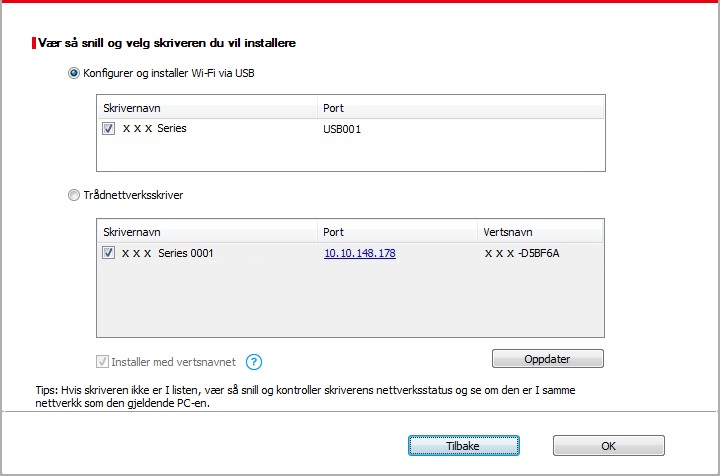 Vær så snill og velg skriveren du vil installere
Konfigurer og installer Wi-Fi via USB
Skrivernavn Port
X X X Series USB001
Trådnettverksskriver
Skrivernavn Port Vertsnavn
X X X Series 0001 10.10.148.178 X X X -D5BF6A
Installer med vertsnavnet ?
Oppdater
Tips: Hvis skriveren ikke er I listen, vær så snill og kontroller skriverens nettverksstatus og se om den er I samme
nettverkk som den gjeldende PC-en.
Tilbake OK